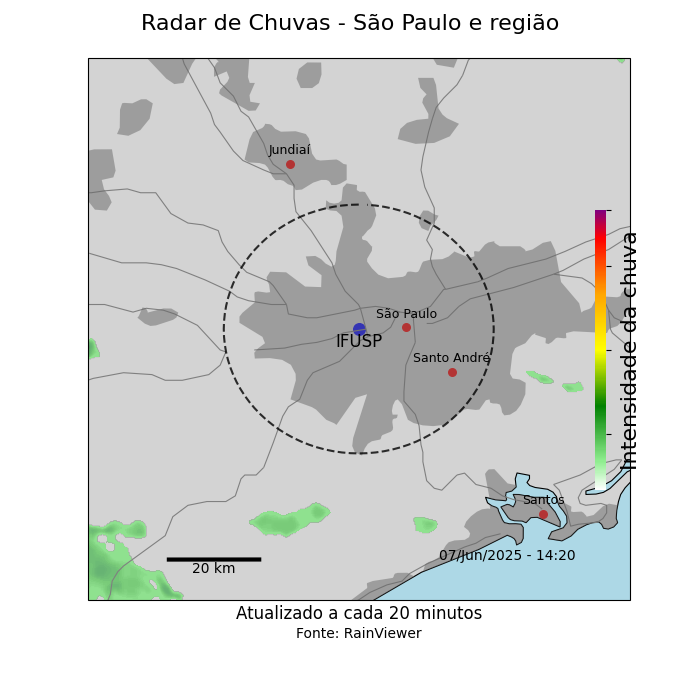 Radar de Chuvas - São Paulo e região
Jundiaí
São Paulo
IFUSP
Santo André
Intensidade da chuva
Santos
07/Jun/2025 - 14:20
20 km
Atualizado a cada 20 minutos
Fonte: RainViewer